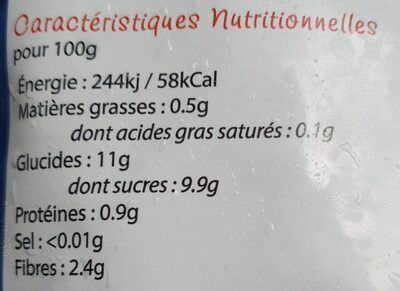 Caractéristiques Nutritionnelles
pour 100g
Énergie : 244kj / 58kCal
Matières grasses : 0.5g
dont acides gras saturés : 0.1g
Glucides : 11g
dont sucres : 9.9g
Protéines : 0.9g
Sel : <0.01g
Fibres : 2.4g